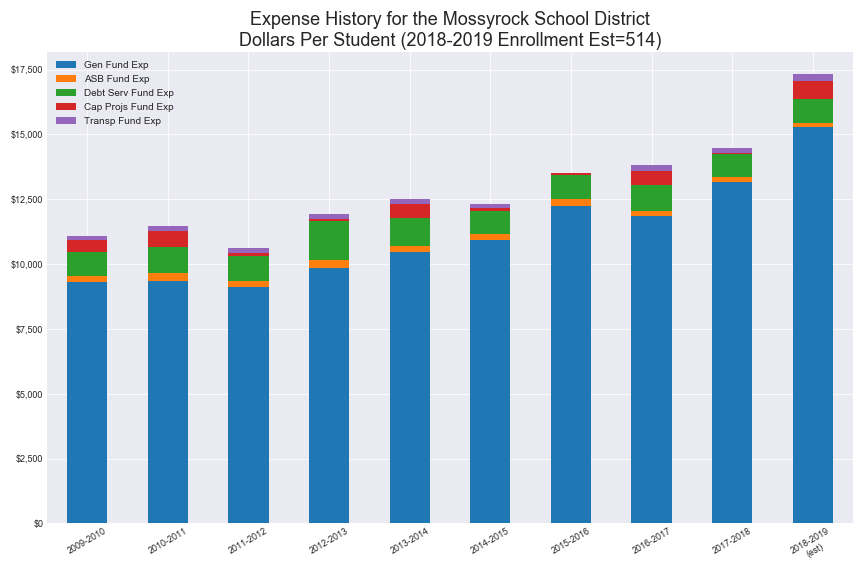 Expense History for the Mossyrock School District
Dollars Per Student (2018-2019 Enrollment Est=514)
Gen Fund Exp
ASB Fund Exp
Debt Serv Fund Exp
Cap Projs Fund Exp
Transp Fund Exp
$17,500
$15,000
$12,500
$10,000
$7,500
$5,000
$2,500
$0
2009-2010
2010-2011
2011-2012
2012-2013
2013-2014
2014-2015
2015-2016
2016-2017
2017-2018
2018-2019
(est)